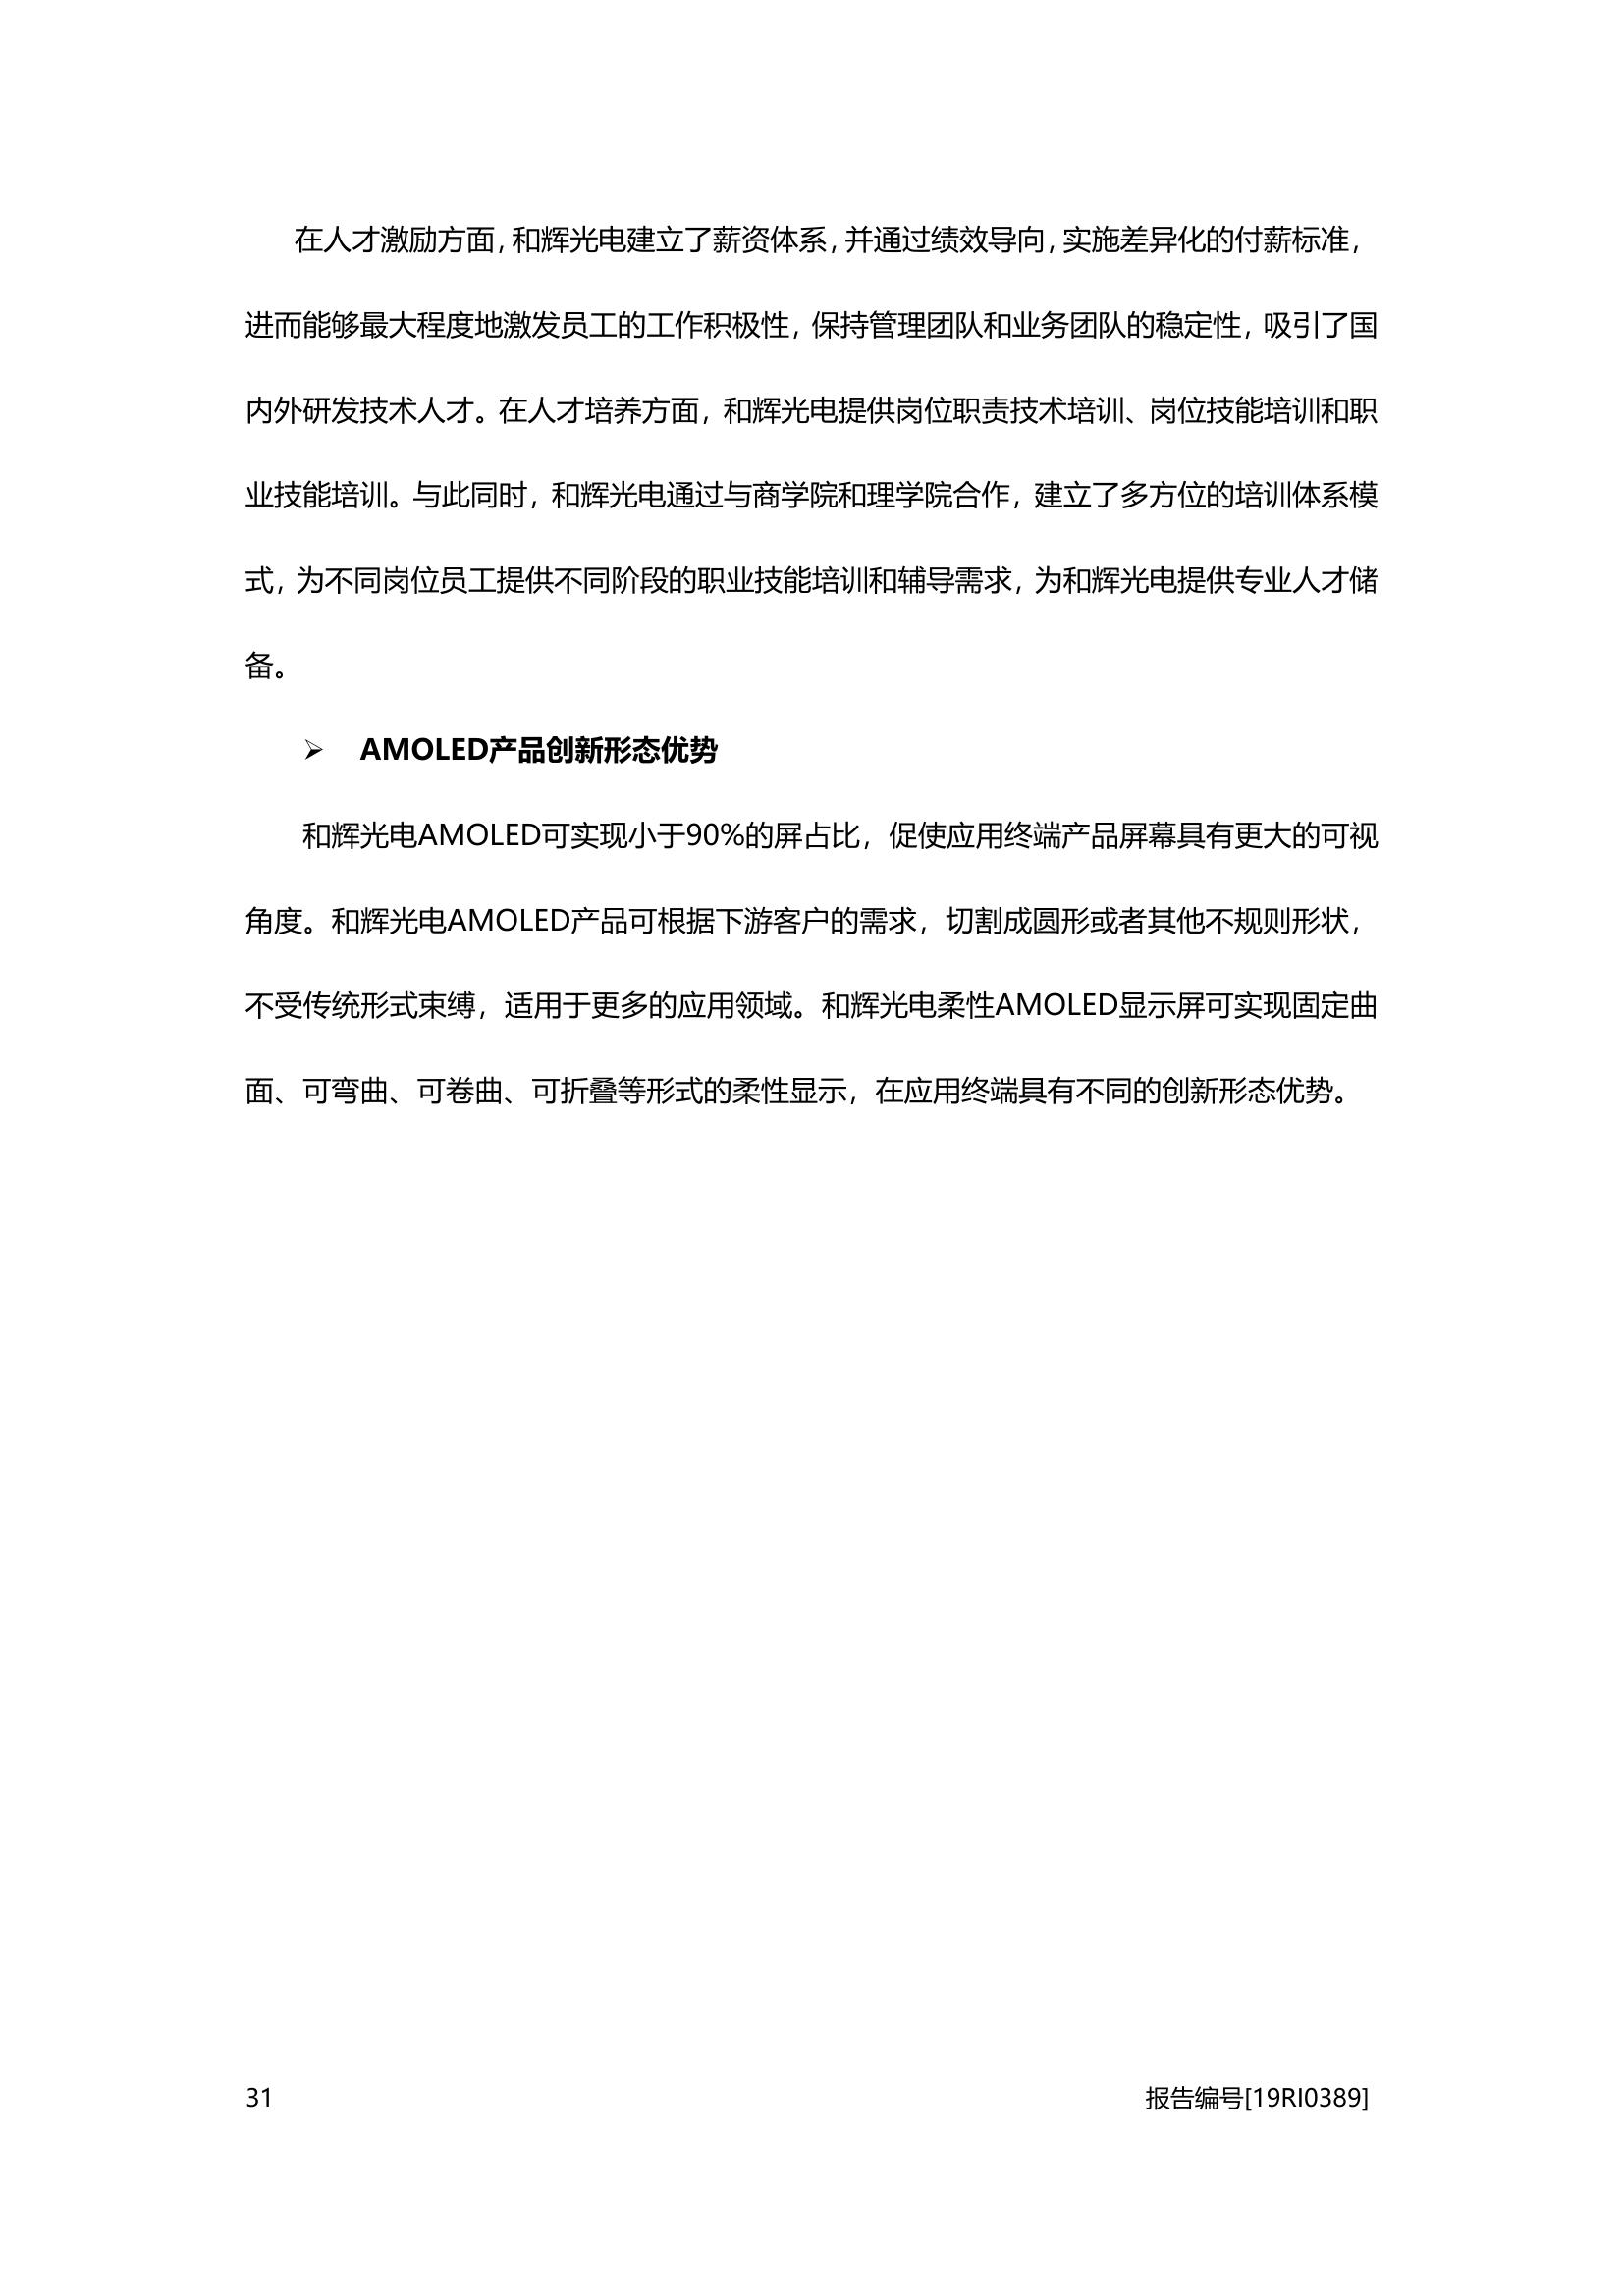 在人才激励方面，和辉光电建立了薪资体系，并通过绩效导向，实施差异化的付薪标准，
进而能够最大程度地激发员工的工作积极性，保持管理团队和业务团队的稳定性，吸引了国
内外研发技术人才。在人才培养方面，和辉光电提供岗位职责技术培训、岗位技能培训和职
业技能培训。与此同时，和辉光电通过与商学院和理学院合作，建立了多方位的培训体系模
式，为不同岗位员工提供不同阶段的职业技能培训和辅导需求，为和辉光电提供专业人才储
备。
➢ AMOLED产品创新形态优势
和辉光电AMOLED可实现小于90%的屏占比，促使应用终端产品屏幕具有更大的可视
角度。和辉光电AMOLED产品可根据下游客户的需求，切割成圆形或者其他不规则形状，
不受传统形式束缚，适用于更多的应用领域。和辉光电柔性AMOLED显示屏可实现固定曲
面、可弯曲、可卷曲、可折叠等形式的柔性显示，在应用终端具有不同的创新形态优势。
31 报告编号[19RI0389]